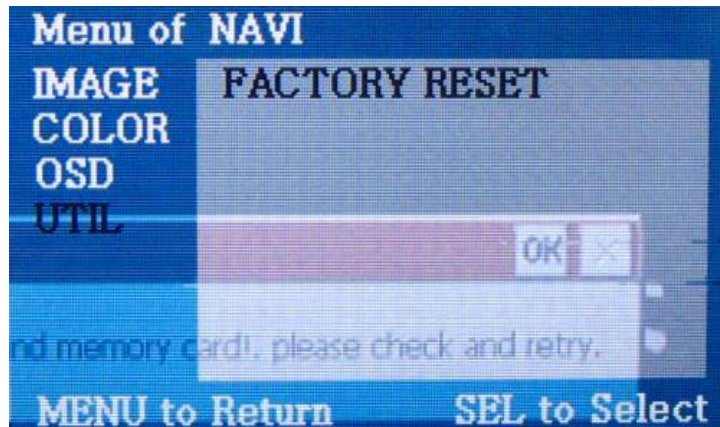 Menu of NAVI
IMAGE
FACTORY RESET
COLOR
OSD
UTIL
OK ×
nd memory card!, please check and retry.
MENU to Return
SEL to Select